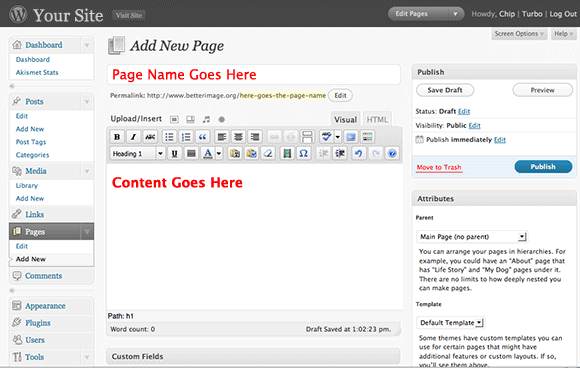 Your Site
Visit Site
Edit Pages
Howdy, Chip | Turbo | Log Out
Screen Options
Help
Dashboard
Dashboard
Akismet Stats
Posts
Edit
Add New
Post Tags
Categories
Media
Library
Add New
Links
Pages
Edit
Add New
Comments
Appearance
Plugins
Users
Tools
Add New Page
Page Name Goes Here
Permalink: http://www.betterimage.org/here-goes-the-page-name Edit
Upload/Insert
Visual
HTML
B I ABC
ABC
Heading 1
U
A
Content Goes Here
Path: h1
Word count: 0
Draft Saved at 1:02:23 pm.
Custom Fields
Publish
Save Draft
Preview
Status: Draft Edit
Visibility: Public Edit
Publish immediately Edit
Move to Trash
Publish
Attributes
Parent
Main Page (no parent)
You can arrange your pages in hierarchies. For
example, you could have an "About" page that
has "Life Story" and "My Dog" pages under it.
There are no limits to how deeply nested you
can make pages.
Template
Default Template
Some themes have custom templates you can
use for certain pages that might have
additional features or custom layouts. If so,
you'll see them above.